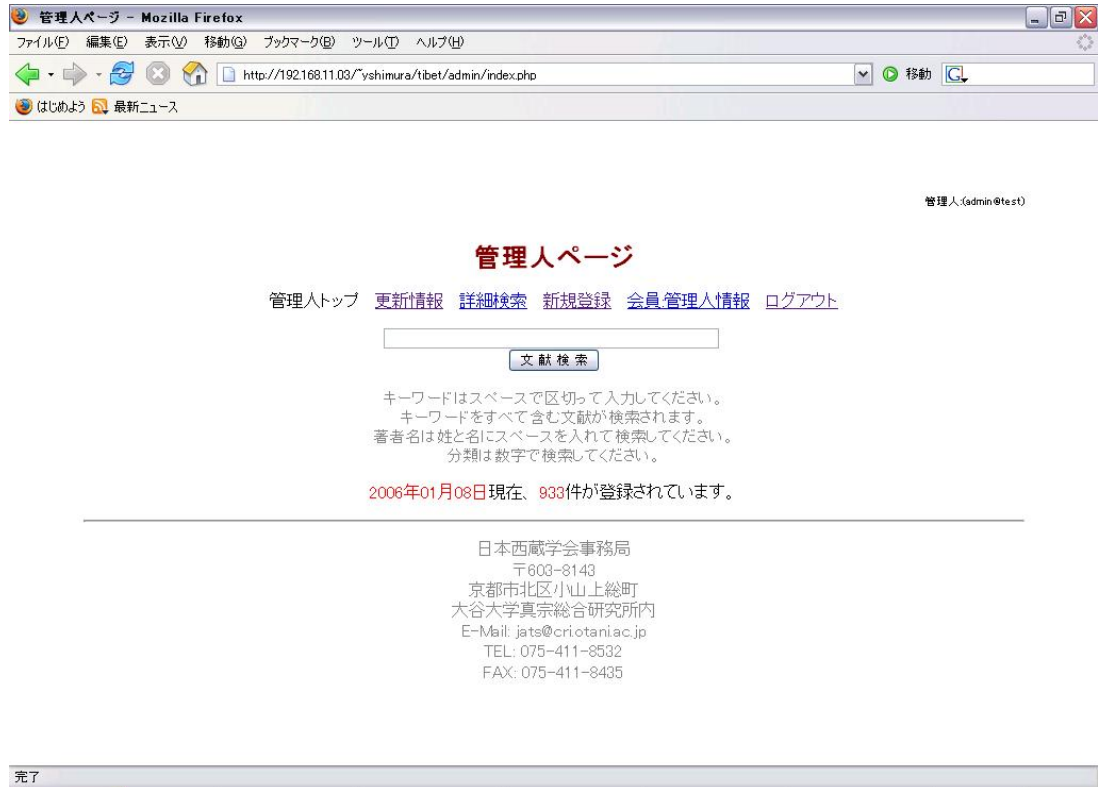 管理人ページ - Mozilla Firefox
ファイル(F) 編集(E) 表示(V) 移動(G) ブックマーク(B) ツール(T) ヘルプ(H)
http://192.168.11.03/~yshimura/tibet/admin/index.php 移動 G
はじめよう 最新ニュース
管理人:(admin@test)
管理人ページ
管理人トップ 更新情報 詳細検索 新規登録 会員・管理人情報 ログアウト
文献検索
キーワードはスペースで区切って入力してください。
キーワードをすべて含む文献が検索されます。
著者名は姓と名にスペースを入れて検索してください。
分類は数字で検索してください。
2006年01月08日現在、933件が登録されています。
日本西蔵学会事務局
〒603-8143
京都市北区小山上総町
大谷大学真宗総合研究所内
E-Mail: jats@cri.otani.ac.jp
TEL: 075-411-8532
FAX: 075-411-8435
完了